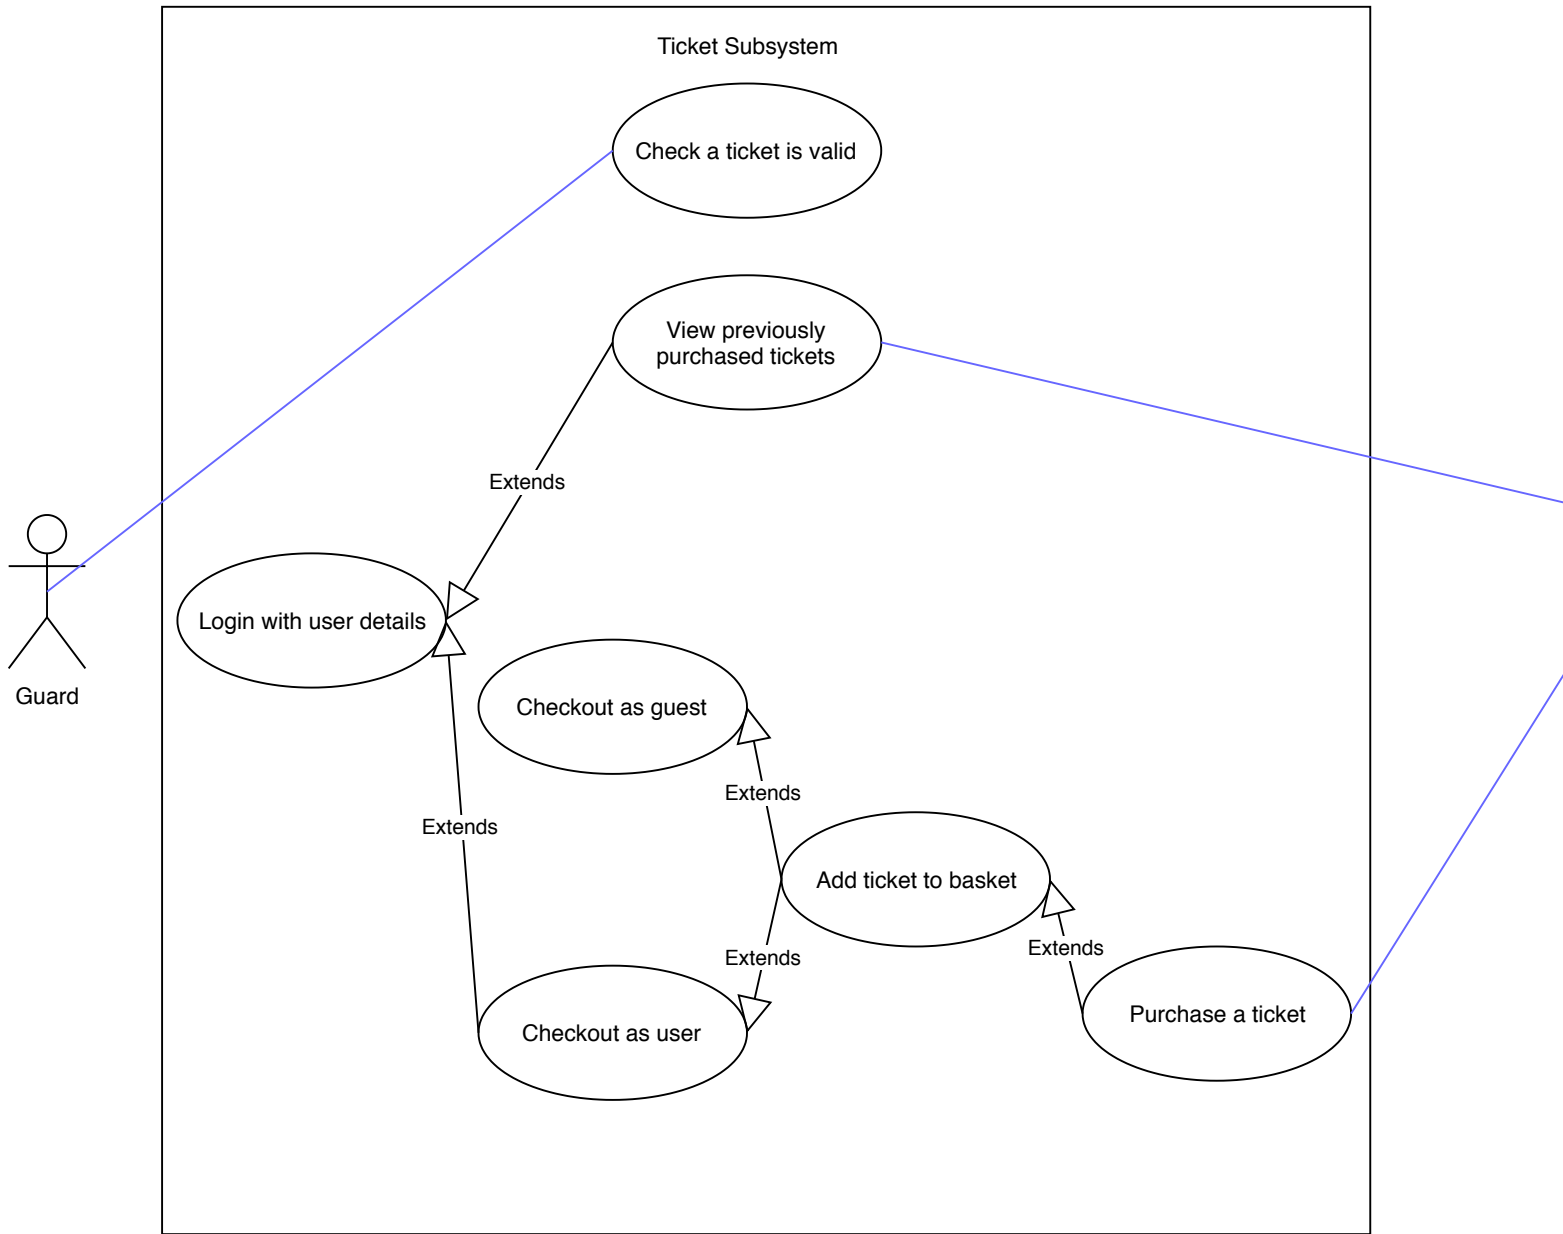 Ticket Subsystem
Check a ticket is valid
View previously
purchased tickets
Extends
Login with user details
Guard
Checkout as guest
Extends
Extends
Add ticket to basket
Extends
Extends
Purchase a ticket
Checkout as user